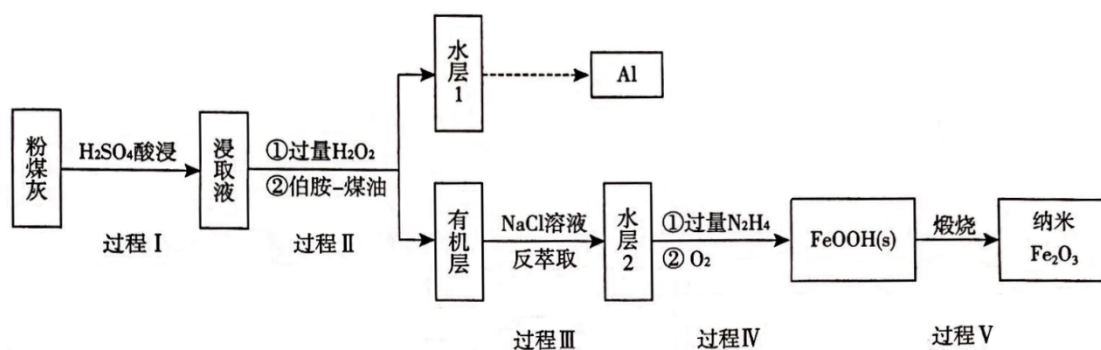 粉煤灰
H₂SO₄酸浸
过程Ⅰ
浸取液
①过量H₂O₂
②伯胺-煤油
过程Ⅱ
水层1
Al
有机层
NaCl溶液
反萃取
过程Ⅲ
水层2
①过量N₂H₄
② O₂
过程Ⅳ
FeOOH(s)
煅烧
过程Ⅴ
纳米
Fe₂O₃